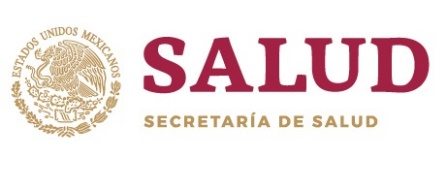 ESTADOS UNIDOS MEXICANOS
SALUD
SECRETARÍA DE SALUD